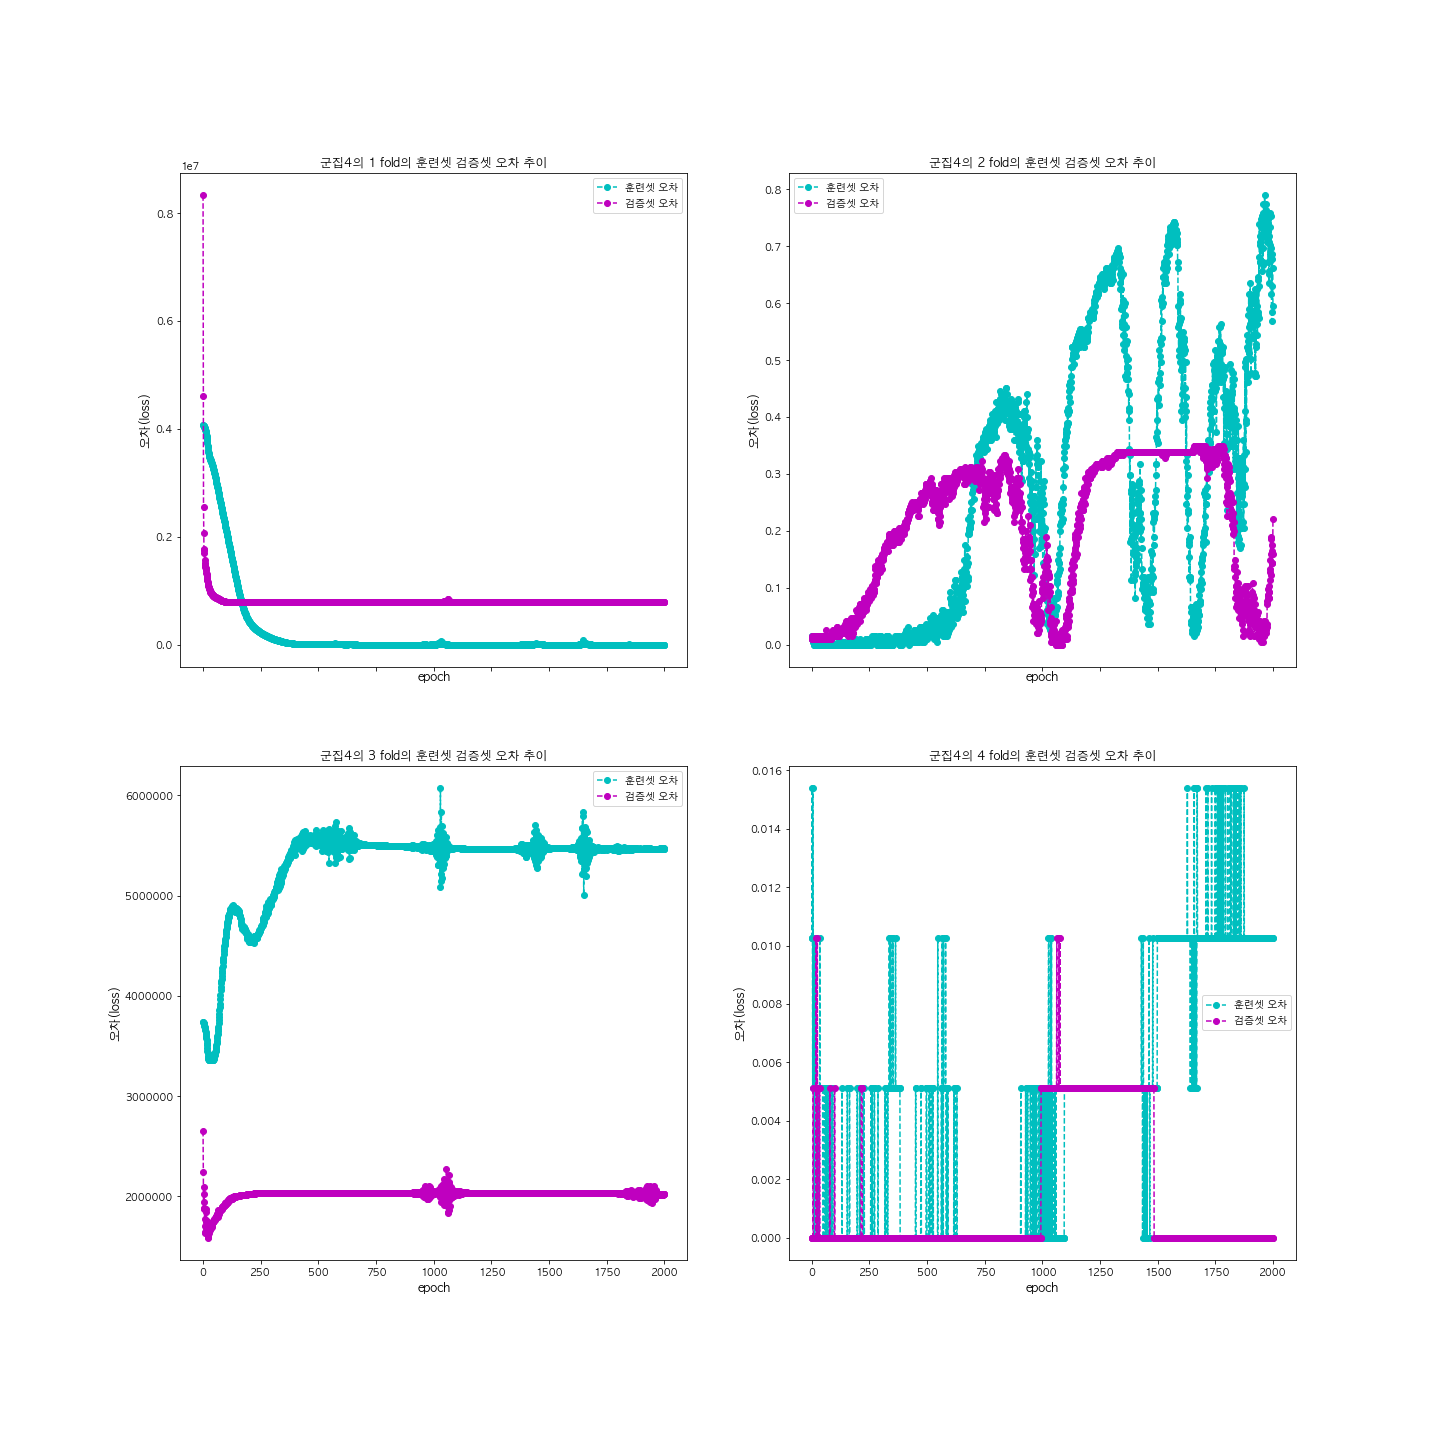 군집4의 1 fold의 훈련셋 검증셋 오차 추이
1e7
훈련셋 오차
검증셋 오차
0.8
0.6
0.4
0.2
0.0
오차(loss)
epoch
군집4의 2 fold의 훈련셋 검증셋 오차 추이
훈련셋 오차
검증셋 오차
0.8
0.7
0.6
0.5
0.4
0.3
0.2
0.1
0.0
오차(loss)
epoch
군집4의 3 fold의 훈련셋 검증셋 오차 추이
훈련셋 오차
검증셋 오차
6000000
5000000
4000000
3000000
2000000
오차(loss)
0 250 500 750 1000 1250 1500 1750 2000
epoch
군집4의 4 fold의 훈련셋 검증셋 오차 추이
0.016
0.014
0.012
0.010
0.008
0.006
0.004
0.002
0.000
오차(loss)
훈련셋 오차
검증셋 오차
0 250 500 750 1000 1250 1500 1750 2000
epoch